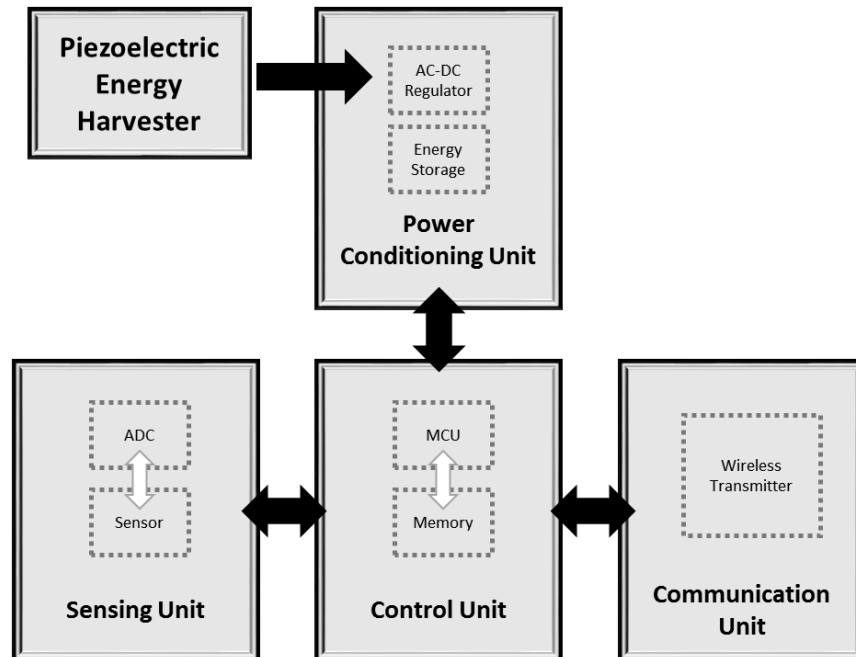 Piezoelectric
Energy
Harvester
AC-DC
Regulator
Energy
Storage
Power
Conditioning Unit
ADC
Sensor
Sensing Unit
MCU
Memory
Control Unit
Wireless
Transmitter
Communication
Unit